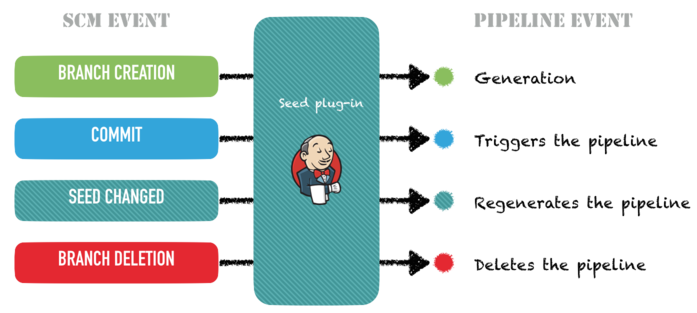 SCM EVENT
PIPELINE EVENT
BRANCH CREATION
Seed plug-in
Generation
COMMIT
Triggers the pipeline
SEED CHANGED
Regenerates the pipeline
BRANCH DELETION
Deletes the pipeline